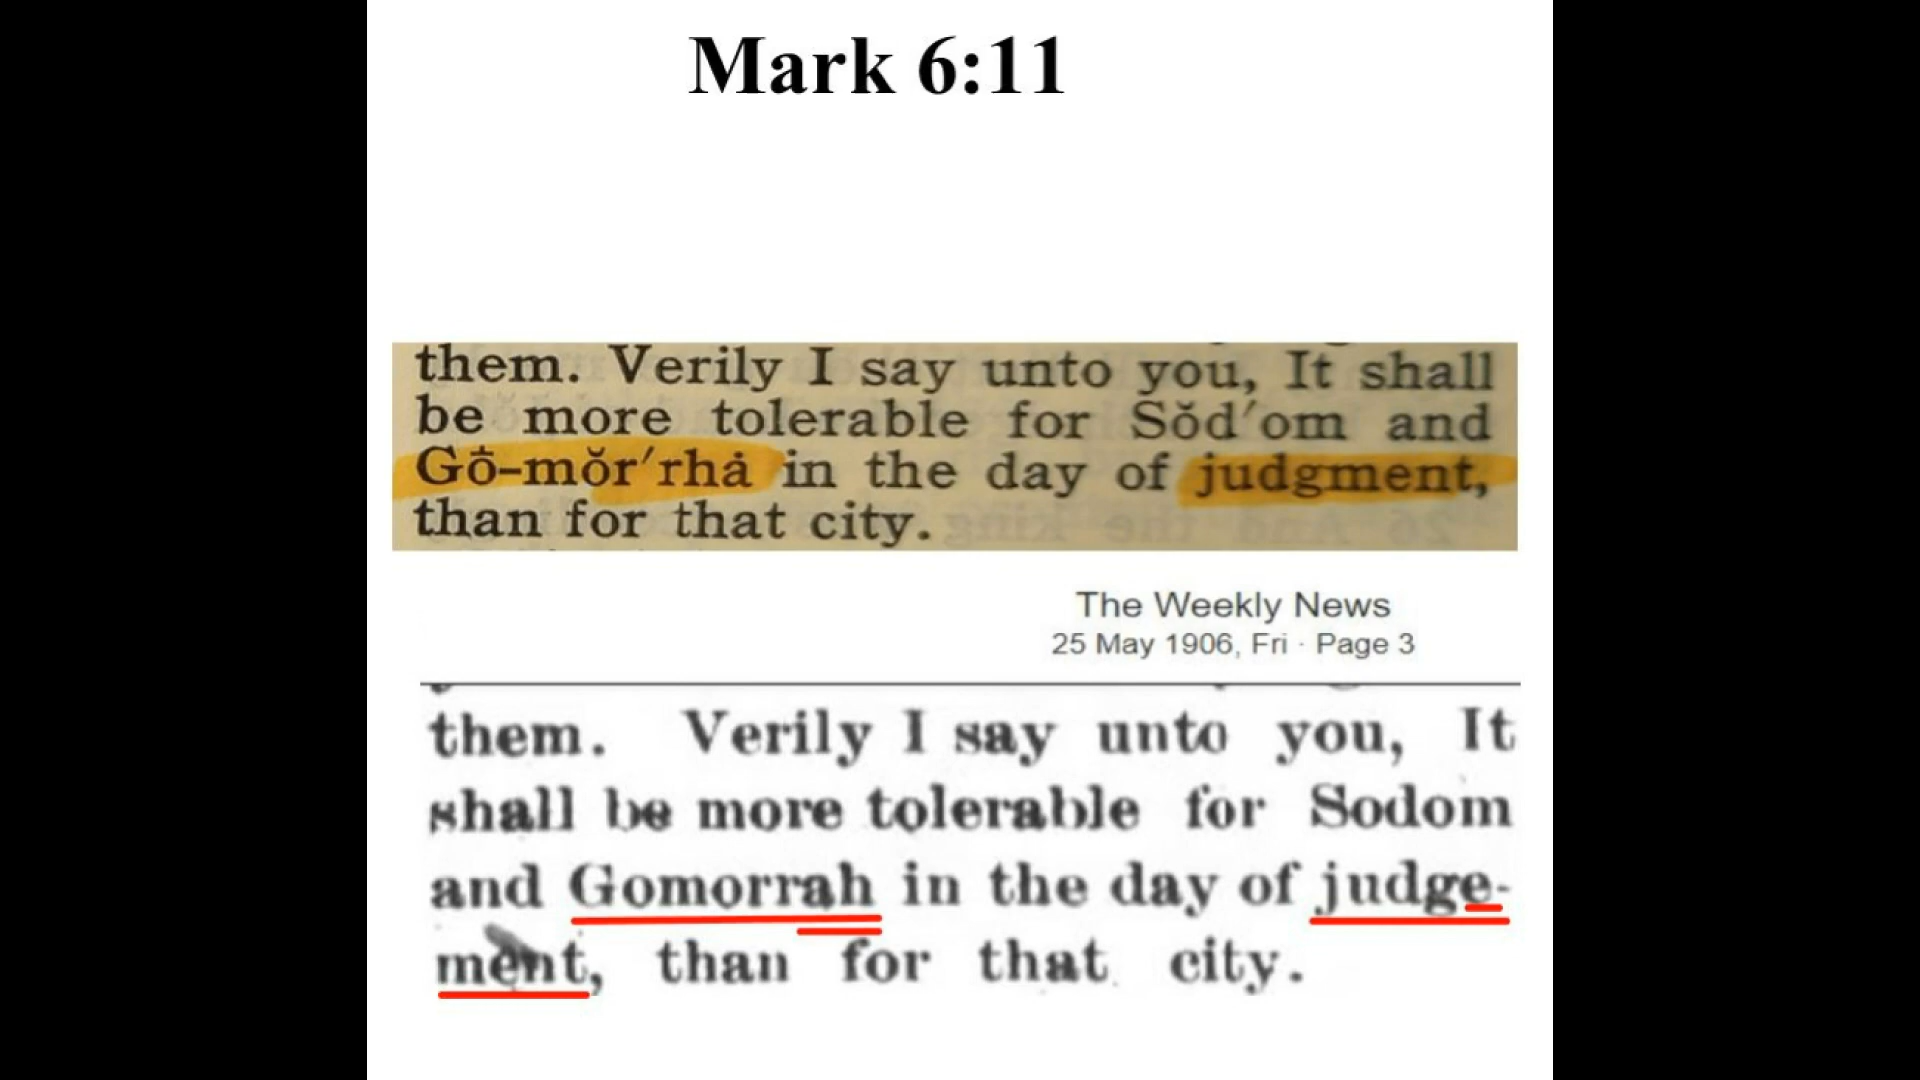 Mark 6:11
them. Verily I say unto you, It shall
be more tolerable for Sŏd′om and
Gō̇-mŏr′rhȧ in the day of judgment,
than for that city.
The Weekly News
25 May 1906, Fri · Page 3
them. Verily I say unto you, It
shall be more tolerable for Sodom
and Gomorrah in the day of judge-
ment, than for that city.